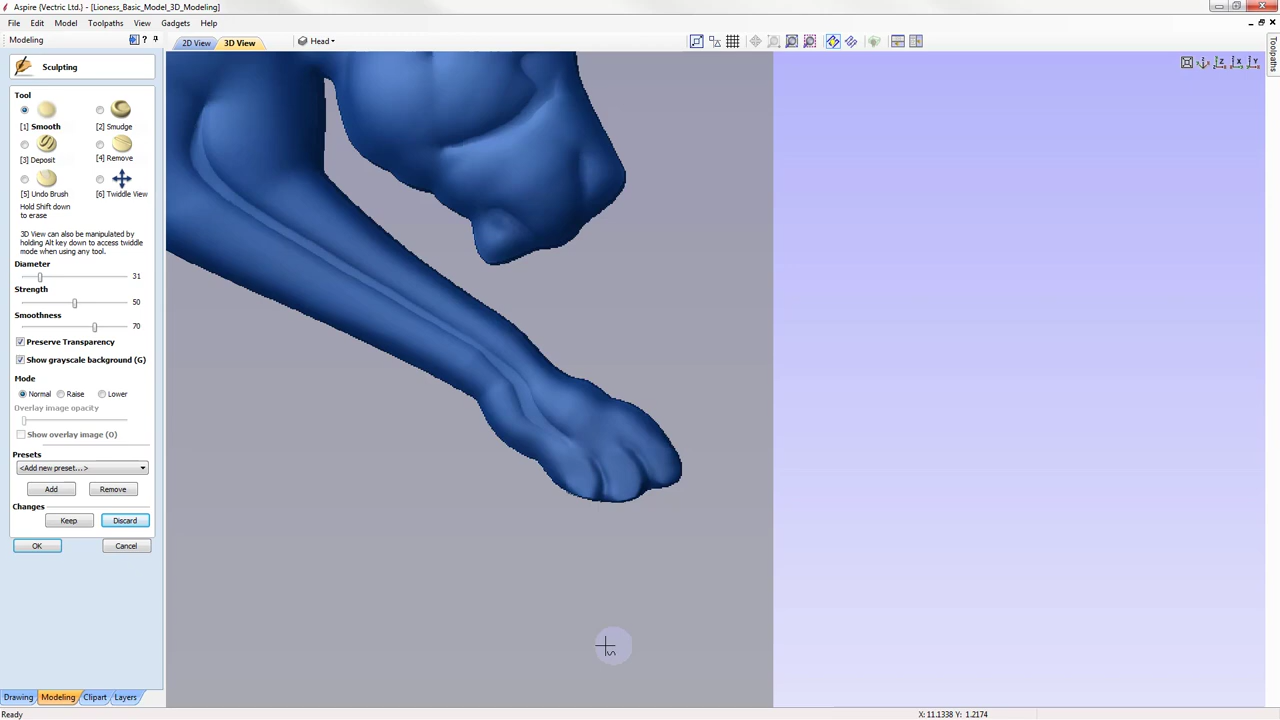 Aspire (Vectric Ltd.) - [Lioness_Basic_Model_3D_Modeling]
File Edit Model Toolpaths View Gadgets Help
Modeling
2D View 3D View Head
Toolpaths
Sculpting
Tool
[1] Smooth [2] Smudge
[3] Deposit [4] Remove
[5] Undo Brush [6] Twiddle View
Hold Shift down
to erase
3D View can also be manipulated by
holding Alt key down to access twiddle
mode when using any tool.
Diameter
31
Strength
50
Smoothness
70
Preserve Transparency
Show grayscale background (G)
Mode
Normal Raise Lower
Overlay image opacity
Show overlay image (O)
Presets
<Add new preset...>
Add Remove
Changes
Keep Discard
OK Cancel
Drawing Modeling Clipart Layers
Ready X: 11.1338 Y: 1.2174